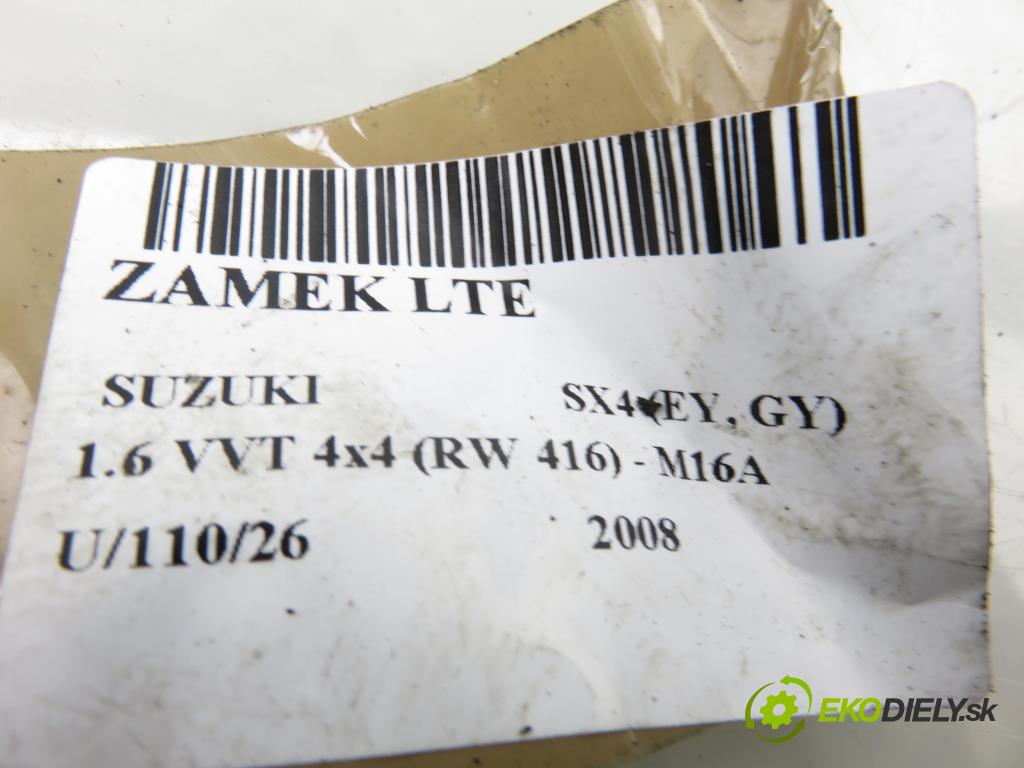 ZAMEK LTE
SUZUKI SX4 (EY, GY)
1.6 VVT 4x4 (RW 416) - M16A
U/110/26 2008
EKODIELY.sk